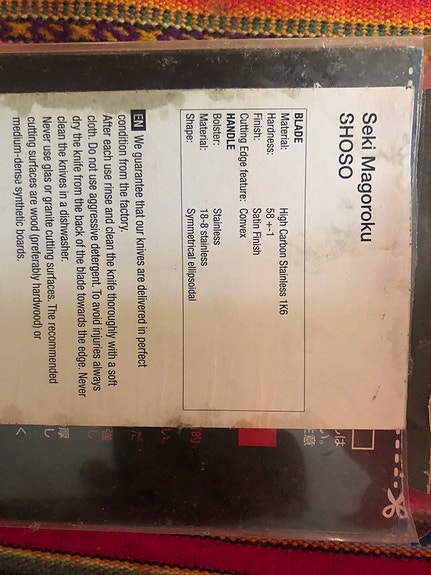 Seki Magoroku
SHOSO
BLADE
Material: High Carbon Stainless 1K6
Hardness: 58 +-1
Finish: Satin Finish
Cutting Edge feature: Convex
HANDLE
Bolster: Stainless
Material: 18-8 stainless
Shape: Symmetrical ellipsoidal
EN We guarantee that our knives are delivered in perfect
condition from the factory.
After each use rinse and clean the knife thoroughly with a soft
cloth. Do not use aggressive detergent. To avoid injuries always
dry the knife from the back of the blade towards the edge. Never
clean the knives in a dishwasher.
Never use glas or granite cutting surfaces. The recommended
cutting surfaces are wood (preferably hardwood) or
medium-dense synthetic boards.